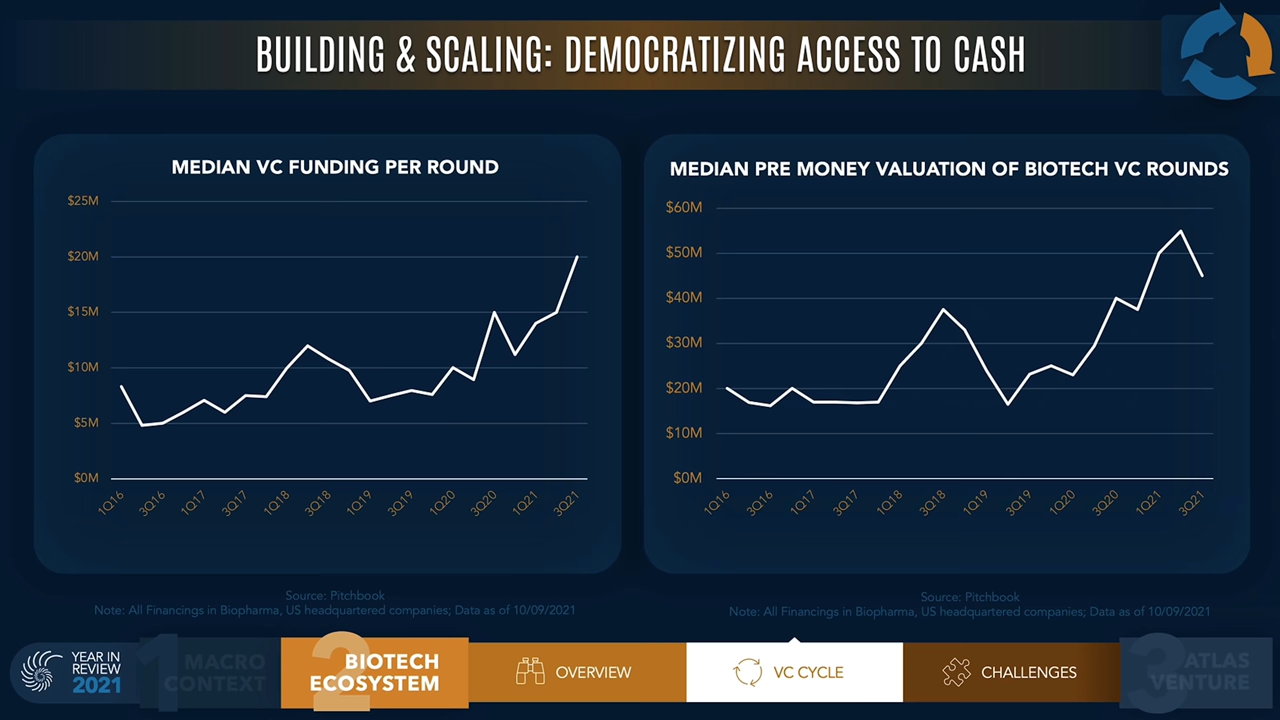 BUILDING & SCALING: DEMOCRATIZING ACCESS TO CASH
MEDIAN VC FUNDING PER ROUND
$25M
$20M
$15M
$10M
$5M
$0M
1Q16
3Q16
1Q17
3Q17
1Q18
3Q18
1Q19
3Q19
1Q20
3Q20
1Q21
3Q21
Source: Pitchbook
Note: All Financings in Biopharma, US headquartered companies; Data as of 10/09/2021
MEDIAN PRE MONEY VALUATION OF BIOTECH VC ROUNDS
$60M
$50M
$40M
$30M
$20M
$10M
$0M
1Q16
3Q16
1Q17
3Q17
1Q18
3Q18
1Q19
3Q19
1Q20
3Q20
1Q21
3Q21
Source: Pitchbook
Note: All Financings in Biopharma, US headquartered companies; Data as of 10/09/2021
YEAR IN
REVIEW
2021
1
MACRO
CONTEXT
2
BIOTECH
ECOSYSTEM
OVERVIEW
VC CYCLE
CHALLENGES
3
ATLAS
VENTURE